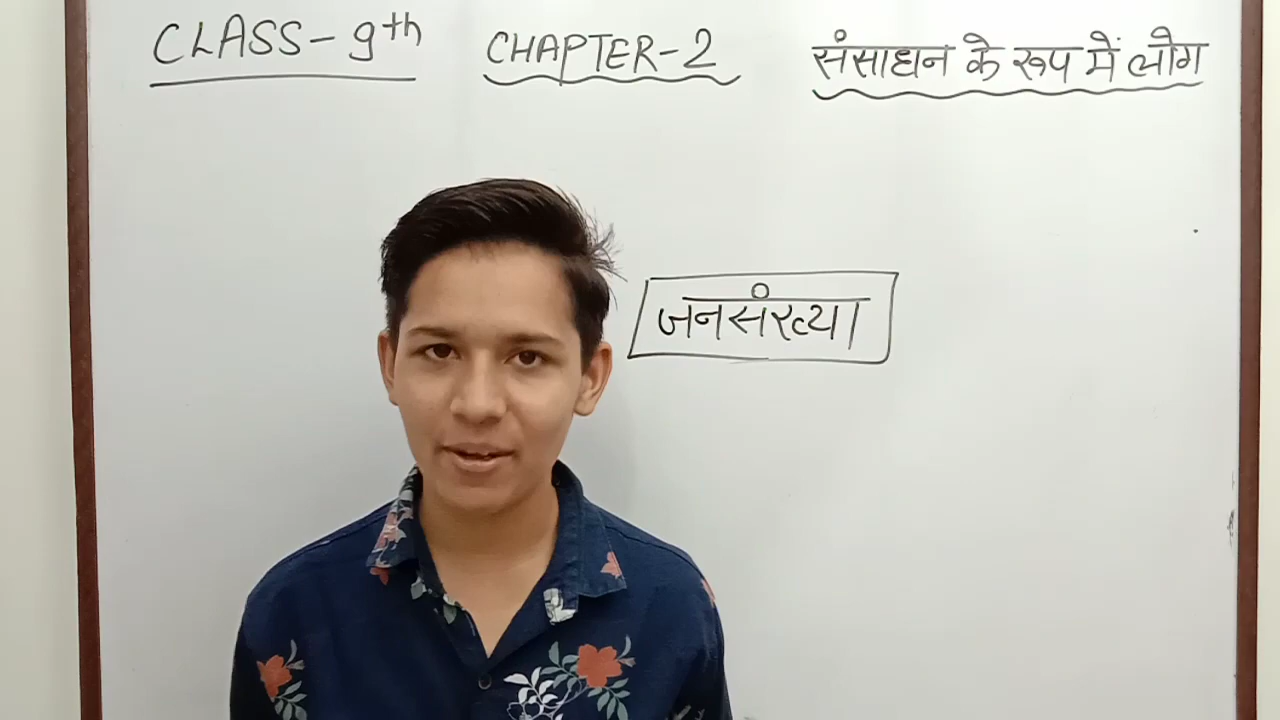 CLASS-9th CHAPTER-2 संसाधन के रूप में लोग
जनसंख्या